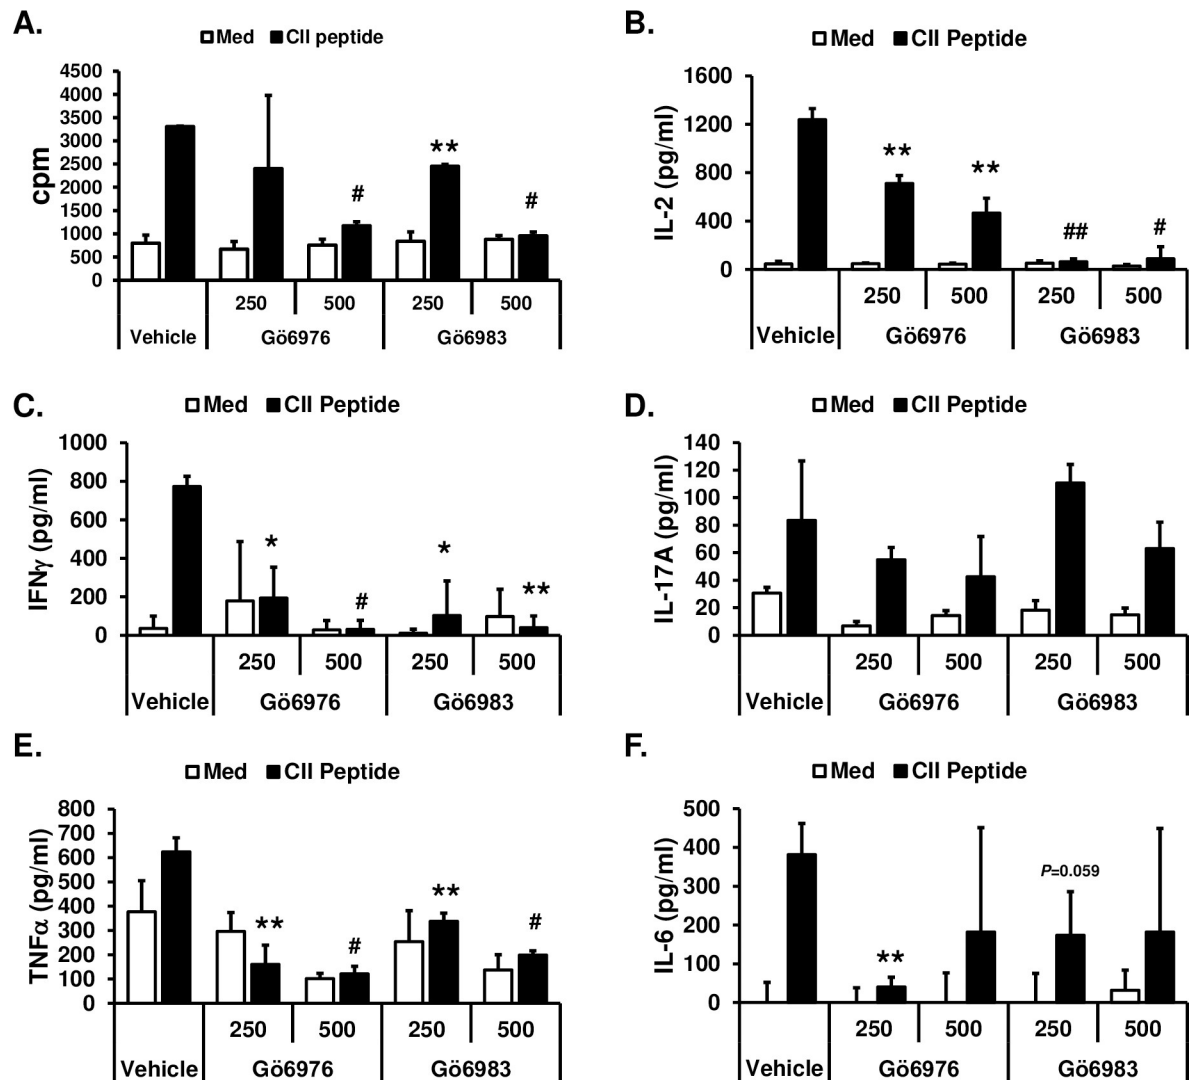 A.
Med CII peptide
4500
4000
3500
3000
2500
2000
1500
1000
500
0
cpm
# ** #
250 500 250 500
Vehicle Gö6976 Gö6983
B.
Med CII Peptide
1600
1200
800
400
0
IL-2 (pg/ml)
** ** ## #
250 500 250 500
Vehicle Gö6976 Gö6983
C.
Med CII Peptide
1000
800
600
400
200
0
IFNγ (pg/ml)
* # * **
250 500 250 500
Vehicle Gö6976 Gö6983
D.
Med CII Peptide
140
120
100
80
60
40
20
0
IL-17A (pg/ml)
250 500 250 500
Vehicle Gö6976 Gö6983
E.
Med CII Peptide
800
700
600
500
400
300
200
100
0
TNFα (pg/ml)
** # ** #
250 500 250 500
Vehicle Gö6976 Gö6983
F.
Med CII Peptide
500
400
300
200
100
0
IL-6 (pg/ml)
** P=0.059
250 500 250 500
Vehicle Gö6976 Gö6983